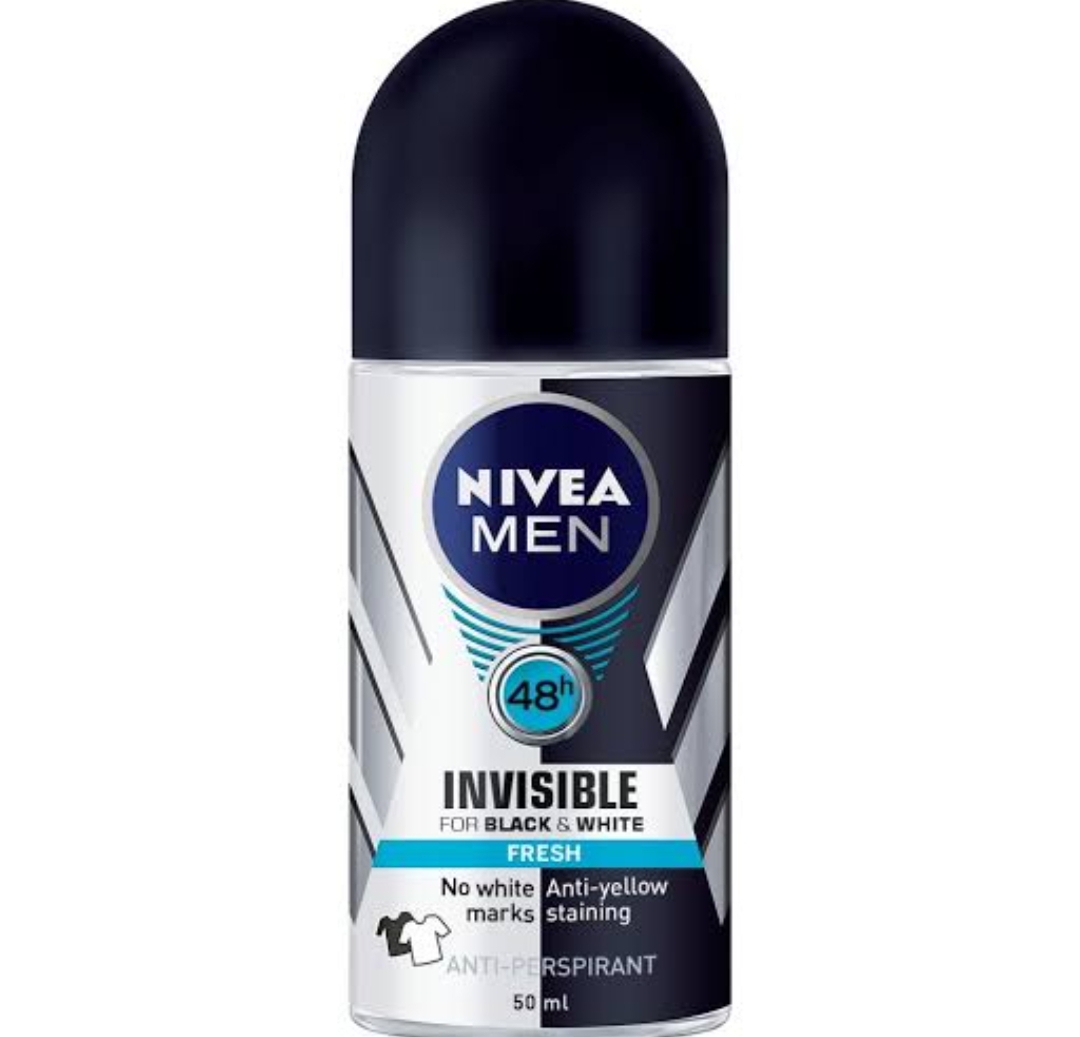 NIVEA
MEN
48h
INVISIBLE
FOR BLACK & WHITE
FRESH
No white marks
Anti-yellow staining
ANTI-PERSPIRANT
50 ml